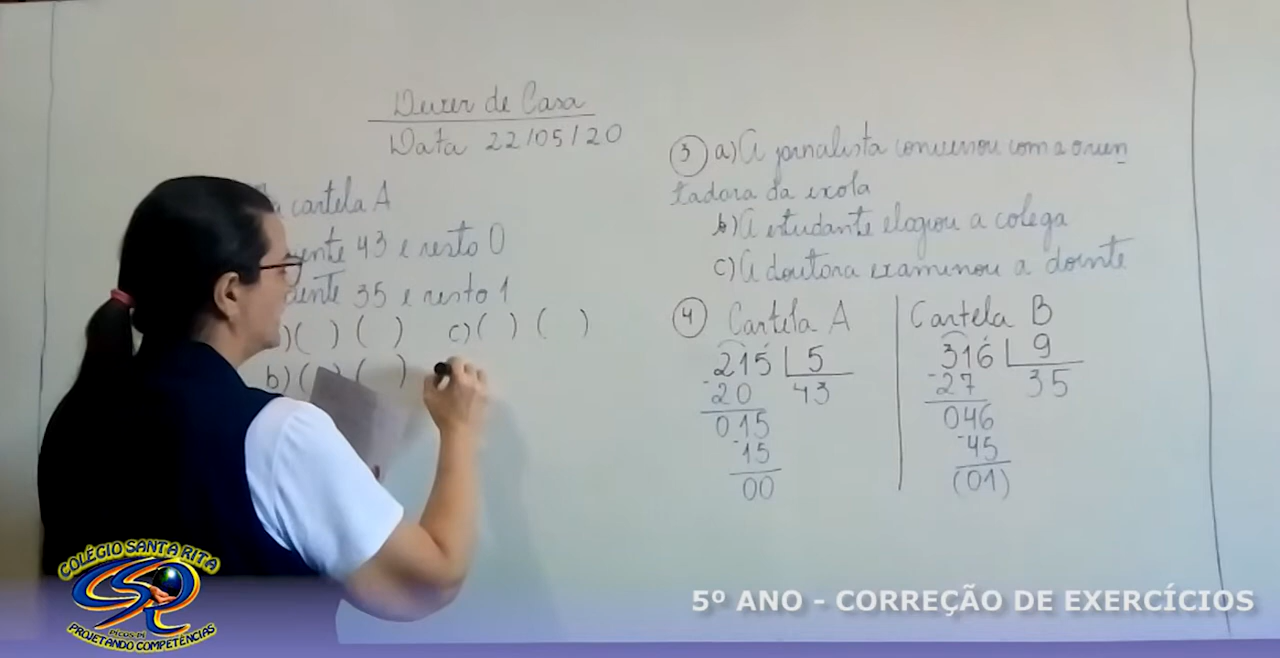 Dever de Casa
Data 22/05/20
cartela A
43 e resto 0
35 e resto 1
)( ) ( ) c)( ) ( )
b)( ) ( )
3 a) A jornalista conversou com a orien
tadora da escola
b) A estudante elogiou a colega
c) A doutora examinou a doente
4 Cartela A
215 5
-20 43
015
-15
00
Cartela B
316 9
-27 35
046
-45
(01)
COLÉGIO SANTA RITA
PICOS-PI
PROJETANDO COMPETÊNCIAS
5º ANO - CORREÇÃO DE EXERCÍCIOS